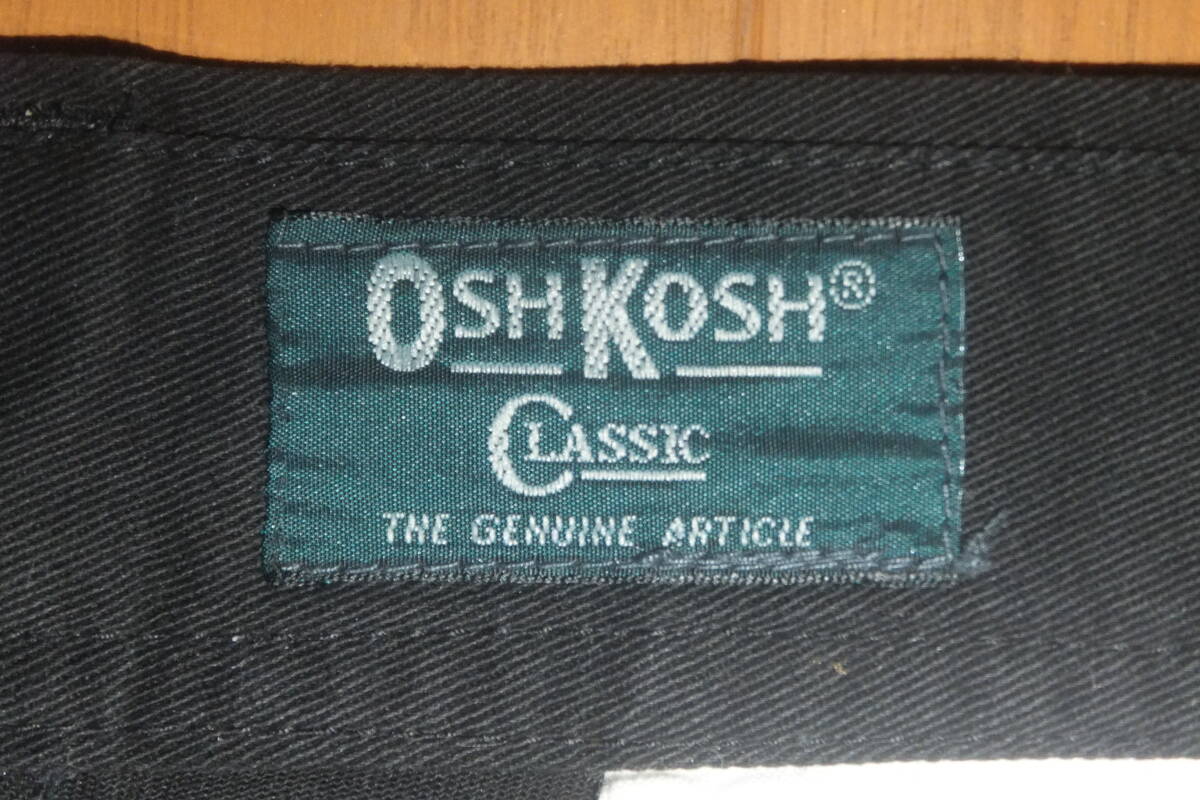 OSHKOSH®
CLASSIC
THE GENUINE ARTICLE